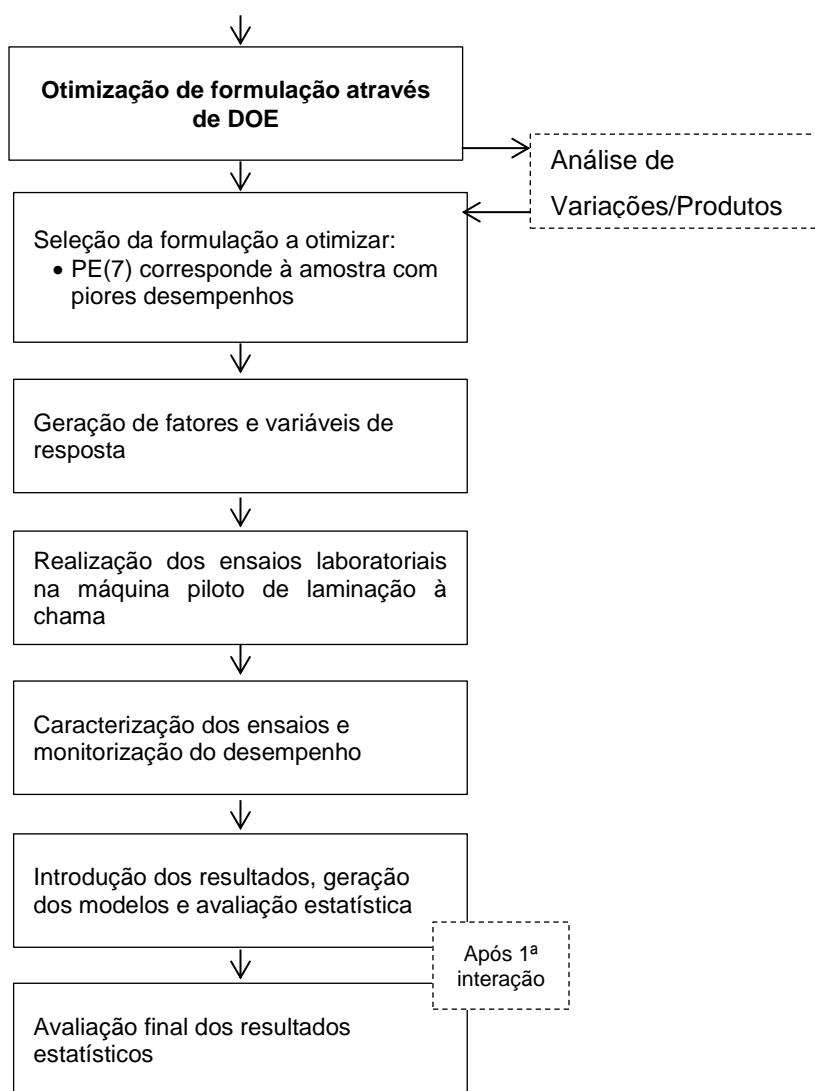 Otimização de formulação através
de DOE
Análise de
Variações/Produtos
Seleção da formulação a otimizar:
• PE(7) corresponde à amostra com
piores desempenhos
Geração de fatores e variáveis de
resposta
Realização dos ensaios laboratoriais
na máquina piloto de laminação à
chama
Caracterização dos ensaios e
monitorização do desempenho
Introdução dos resultados, geração
dos modelos e avaliação estatística
Após 1ª
interação
Avaliação final dos resultados
estatísticos